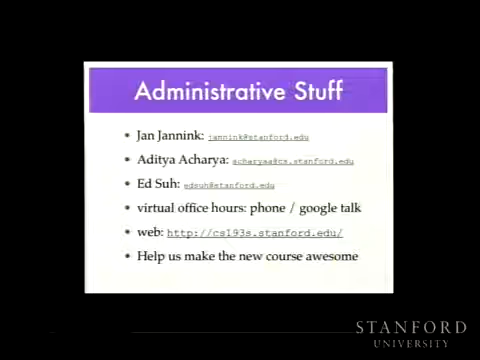 Administrative Stuff
• Jan Jannink: jannink@stanford.edu
• Aditya Acharya: acharyaa@cs.stanford.edu
• Ed Suh: edsuh@stanford.edu
• virtual office hours: phone / google talk
• web: http://cs193s.stanford.edu/
• Help us make the new course awesome
STANFORD
UNIVERSITY